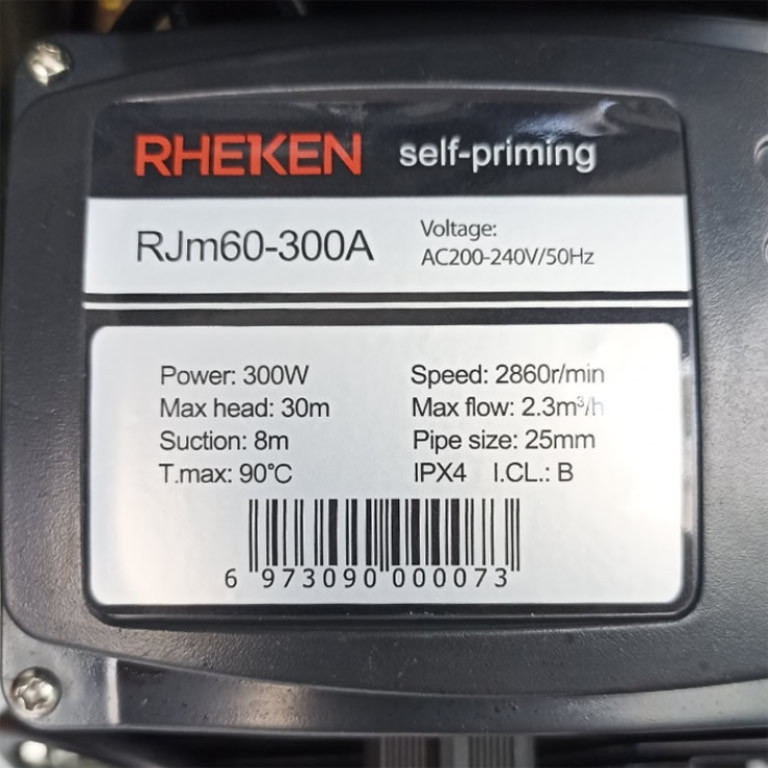 RHEKEN self-priming
RJm60-300A
Voltage:
AC200-240V/50Hz
Power: 300W Speed: 2860r/min
Max head: 30m Max flow: 2.3m³/h
Suction: 8m Pipe size: 25mm
T.max: 90℃ IPX4 I.CL.: B
6 973090 000073